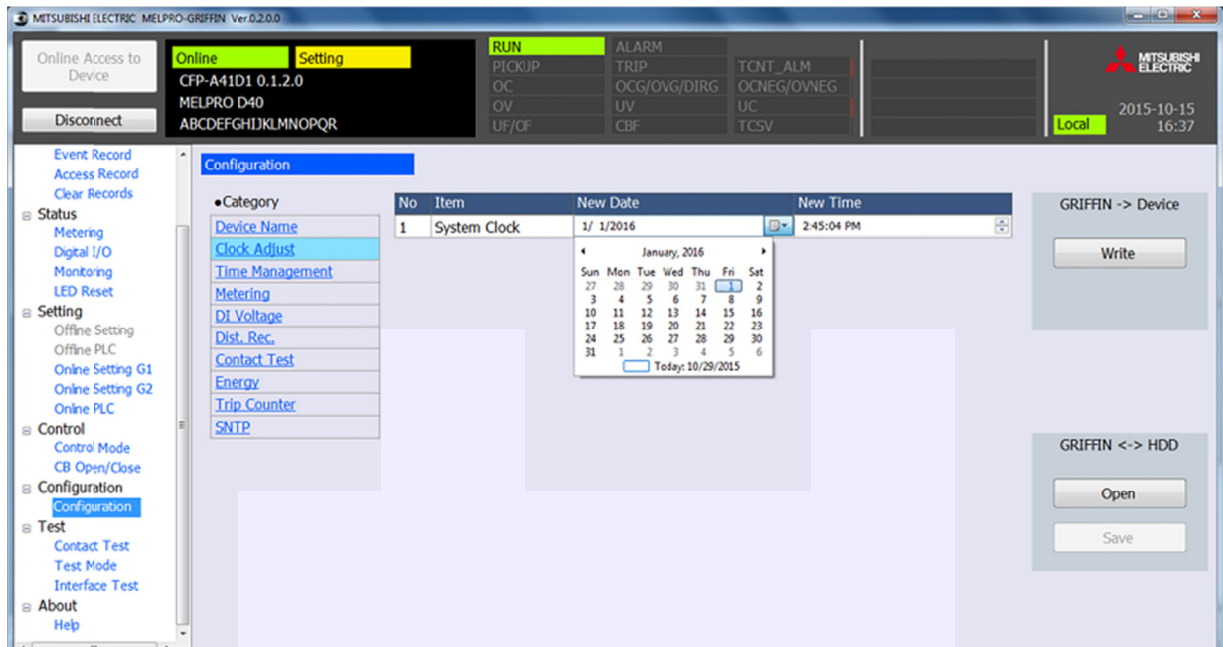 MITSUBISHI ELECTRIC MELPRO-GRIFFIN Ver.0.2.0.0
Online Access to
Device
Disconnect
Online Setting
CFP-A41D1 0.1.2.0
MELPRO D40
ABCDEFGHIJKLMNOPQR
RUN ALARM
PICKUP TRIP TCNT_ALM
OC OCG/OVG/DIRG OCNEG/OVNEG
OV UV UC
UF/OF CBF TCSV
MITSUBISHI
ELECTRIC
2015-10-15
Local 16:37
Event Record
Access Record
Clear Records
Status
Metering
Digital I/O
Monitoring
LED Reset
Setting
Offline Setting
Offline PLC
Online Setting G1
Online Setting G2
Online PLC
Control
Control Mode
CB Open/Close
Configuration
Configuration
Test
Contact Test
Test Mode
Interface Test
About
Help
Configuration
●Category
Device Name
Clock Adjust
Time Management
Metering
DI Voltage
Dist. Rec.
Contact Test
Energy
Trip Counter
SNTP
No Item New Date New Time
1 System Clock 1/ 1/2016 2:45:04 PM
January, 2016
Sun Mon Tue Wed Thu Fri Sat
27 28 29 30 31 1 2
3 4 5 6 7 8 9
10 11 12 13 14 15 16
17 18 19 20 21 22 23
24 25 26 27 28 29 30
31 1 2 3 4 5 6
Today: 10/29/2015
GRIFFIN -> Device
Write
GRIFFIN <-> HDD
Open
Save